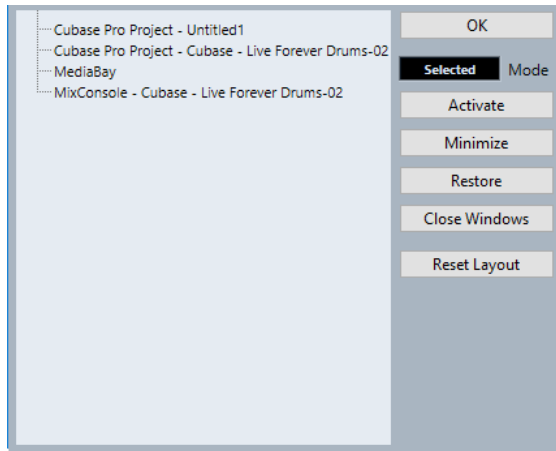 Cubase Pro Project - Untitled1
Cubase Pro Project - Cubase - Live Forever Drums-02
MediaBay
MixConsole - Cubase - Live Forever Drums-02
OK
Selected Mode
Activate
Minimize
Restore
Close Windows
Reset Layout